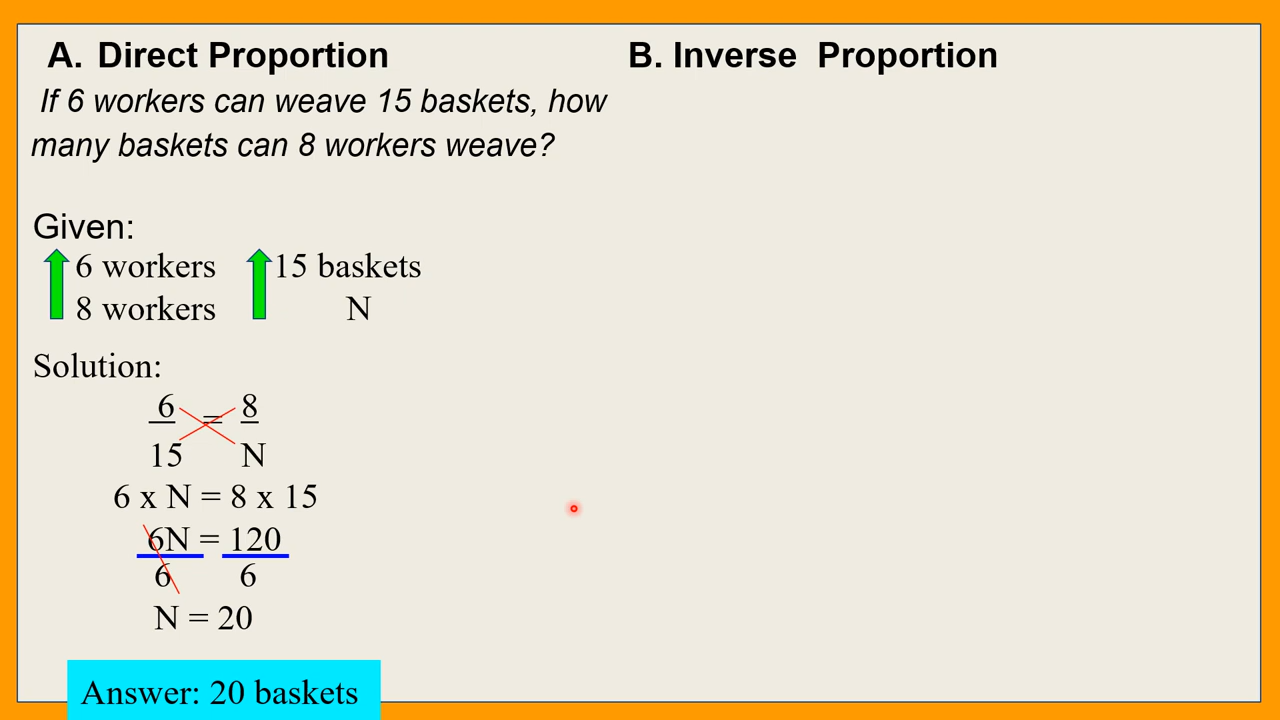 A. Direct Proportion
If 6 workers can weave 15 baskets, how
many baskets can 8 workers weave?
Given:
6 workers 15 baskets
8 workers N
Solution:
6 = 8
15 N
6 x N = 8 x 15
6N = 120
6 6
N = 20
Answer: 20 baskets
B. Inverse Proportion